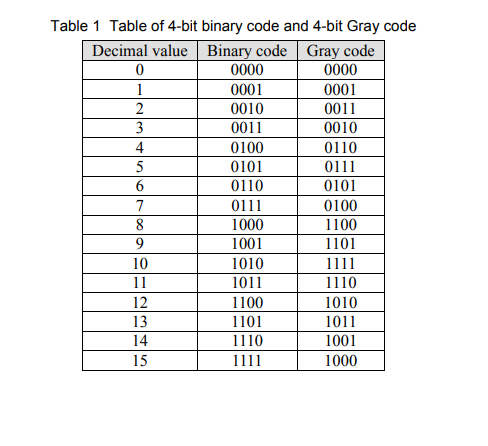 Table 1 Table of 4-bit binary code and 4-bit Gray code
Decimal value Binary code Gray code
0 0000 0000
1 0001 0001
2 0010 0011
3 0011 0010
4 0100 0110
5 0101 0111
6 0110 0101
7 0111 0100
8 1000 1100
9 1001 1101
10 1010 1111
11 1011 1110
12 1100 1010
13 1101 1011
14 1110 1001
15 1111 1000